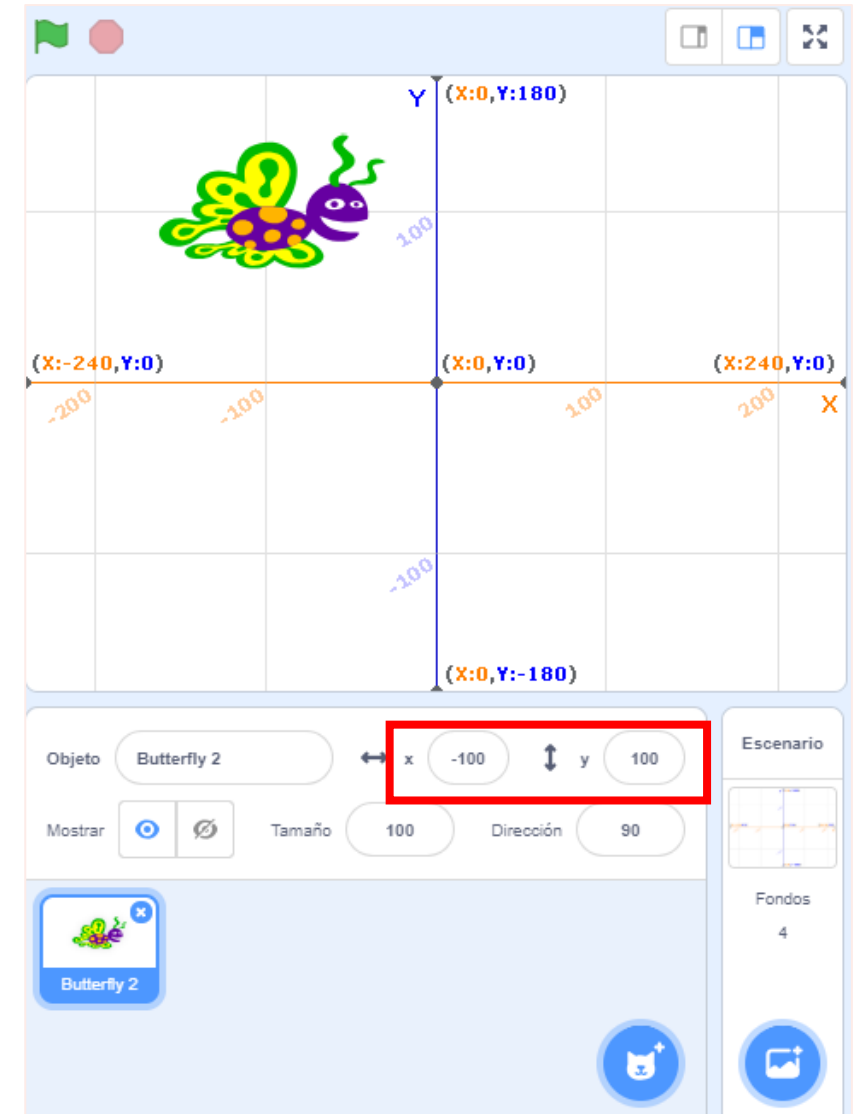 Y (X:0,Y:180)
100
(X:-240,Y:0) (X:0,Y:0) (X:240,Y:0)
-200 -100 100 200 X
-100
(X:0,Y:-180)
Objeto Butterfly 2 x -100 y 100
Mostrar Tamaño 100 Dirección 90
Butterfly 2
Escenario
Fondos
4